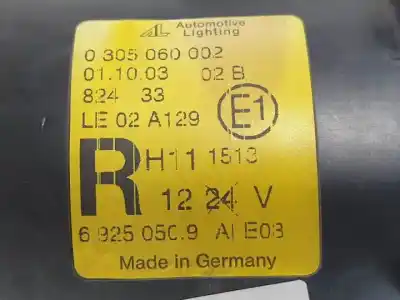 AL Automotive
Lighting
0 305 060 002
01.10.03 02 B
824 33
LE 02 A129 E1
R H11 1513
12 24 V
6 925 050.9 AI E03
Made in Germany